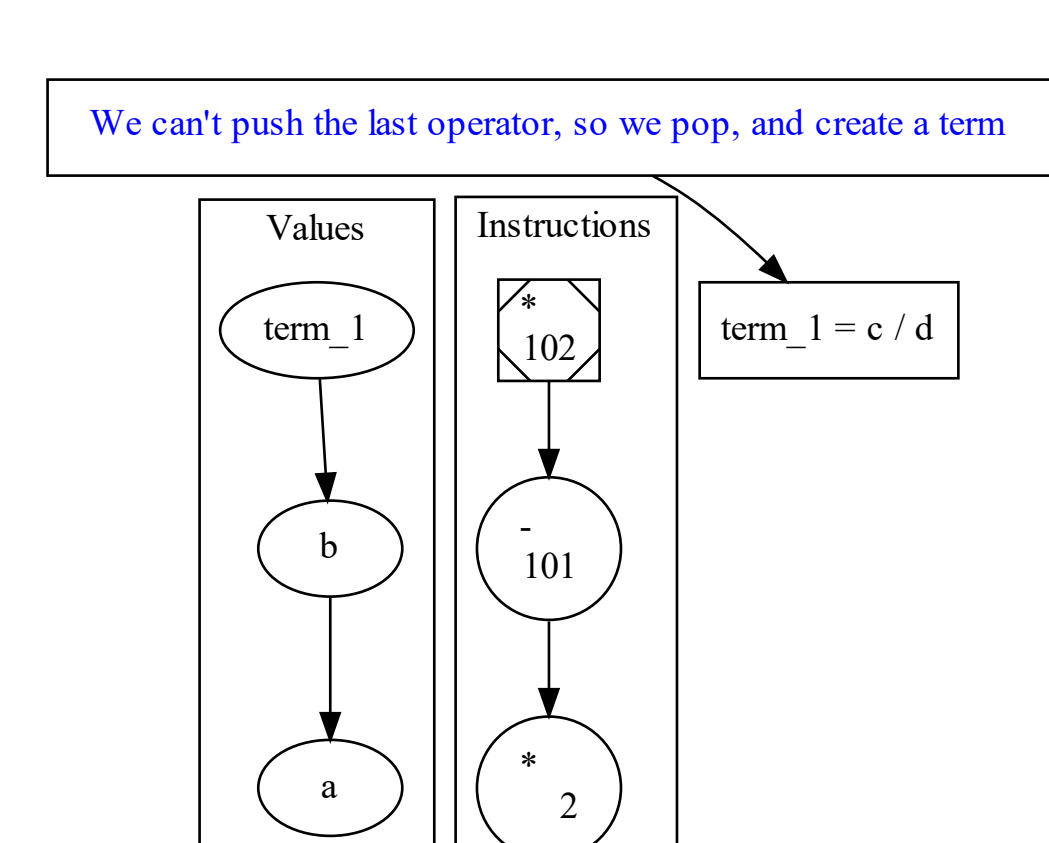 We can't push the last operator, so we pop, and create a term
Values
Instructions
term_1
*
102
term_1 = c / d
b
-
101
a
*
2